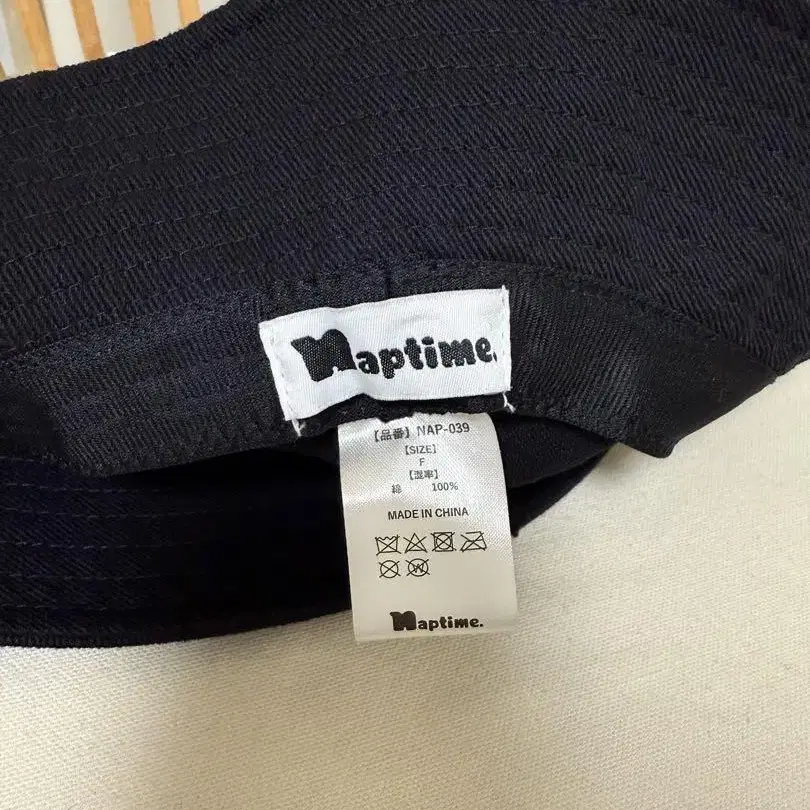 Naptime.
【品番】 NAP-039
【SIZE】
F
【混率】
綿 100%
MADE IN CHINA
W
Naptime.